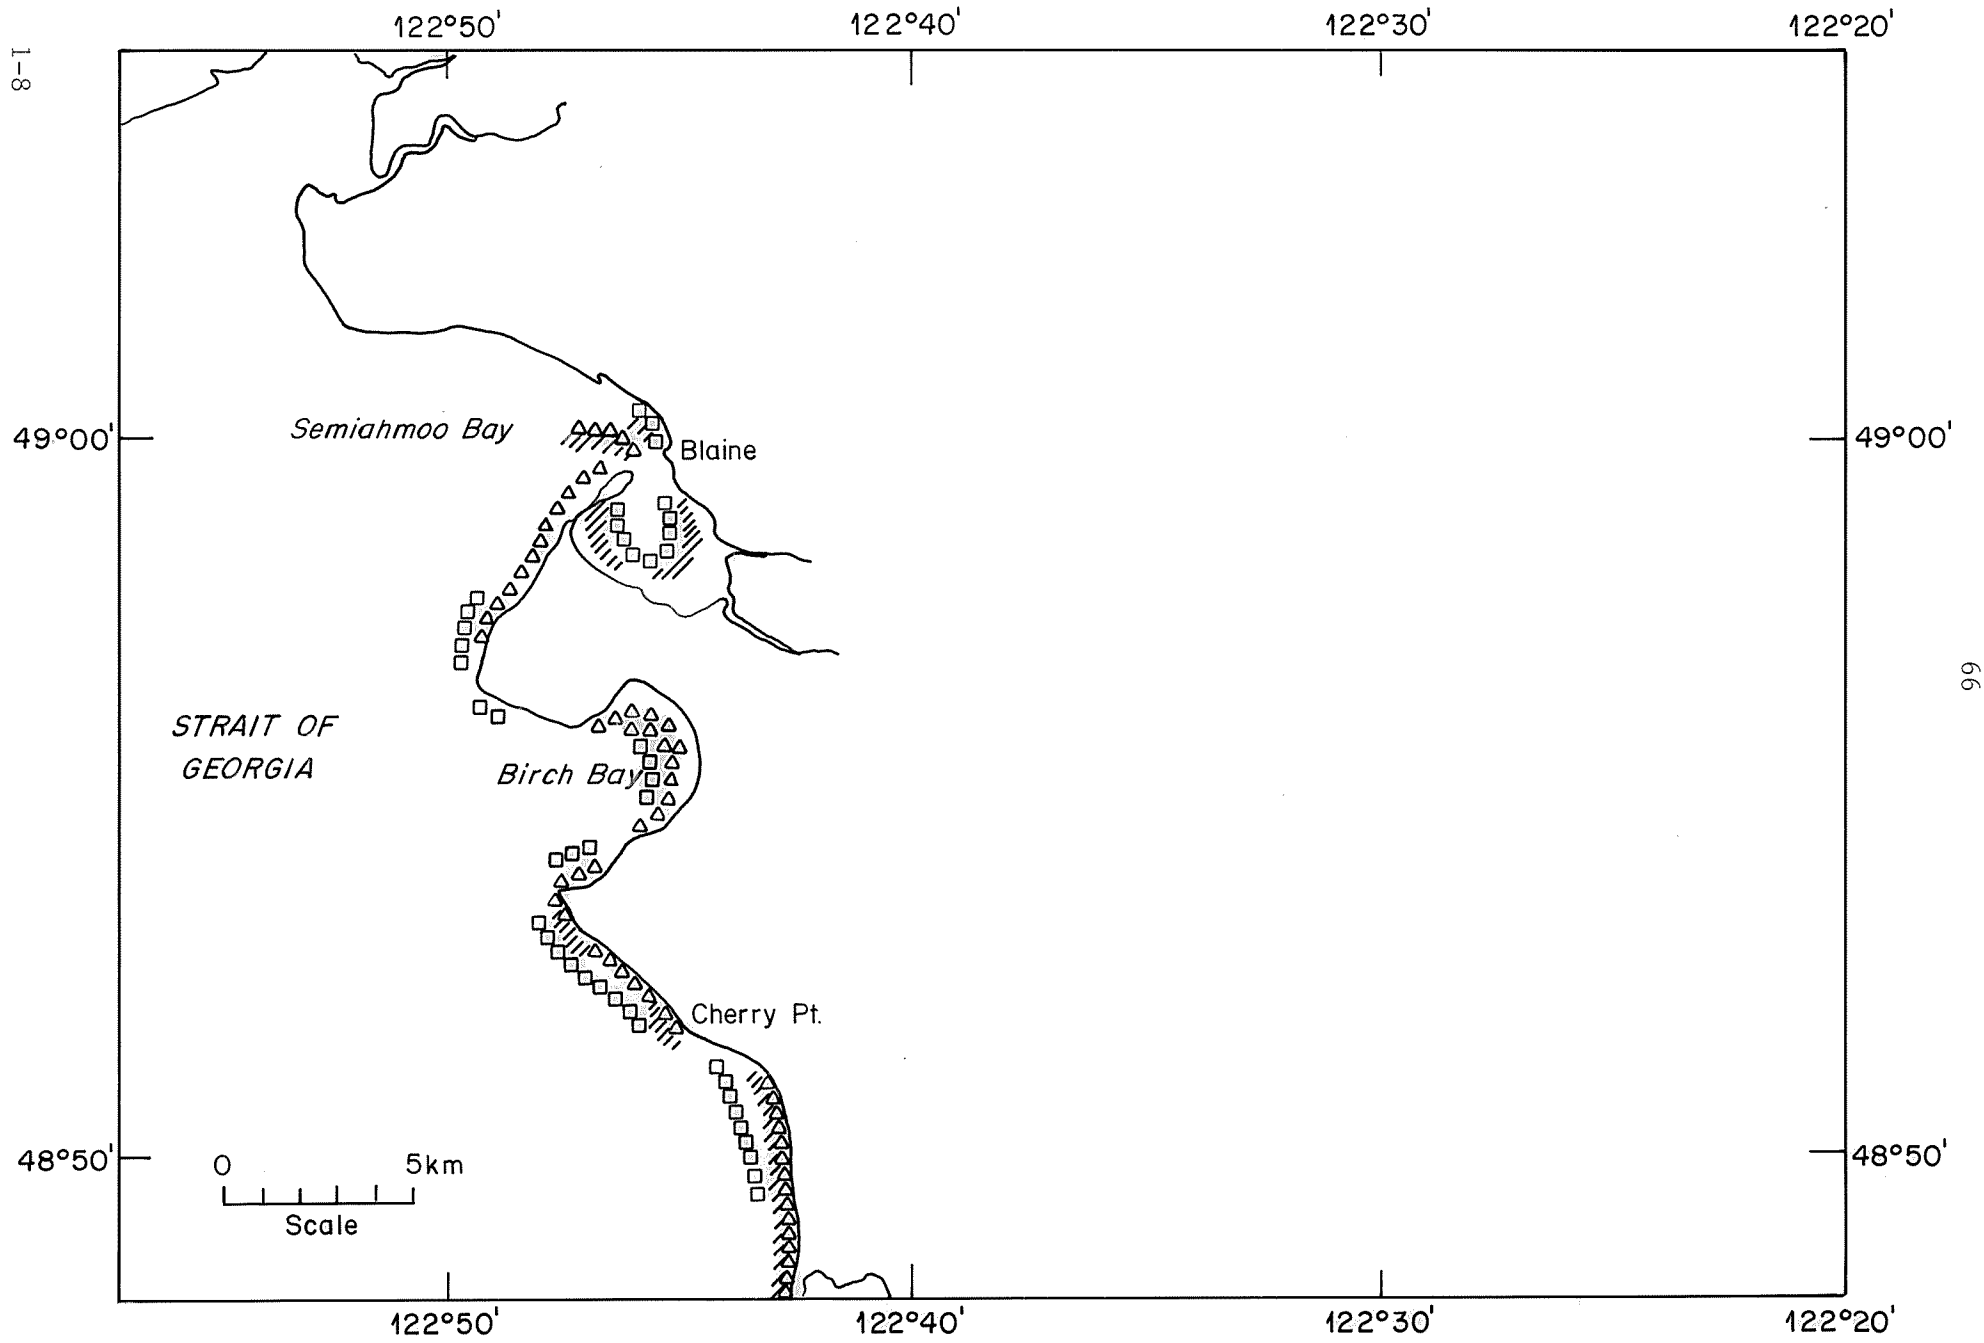 122°50'
122°40'
122°30'
122°20'
1-8
Semiahmoo Bay
49°00'
Blaine
49°00'
66
STRAIT OF
GEORGIA
Birch Bay
Cherry Pt.
48°50'
0 5km
Scale
48°50'
122°50'
122°40'
122°30'
122°20'